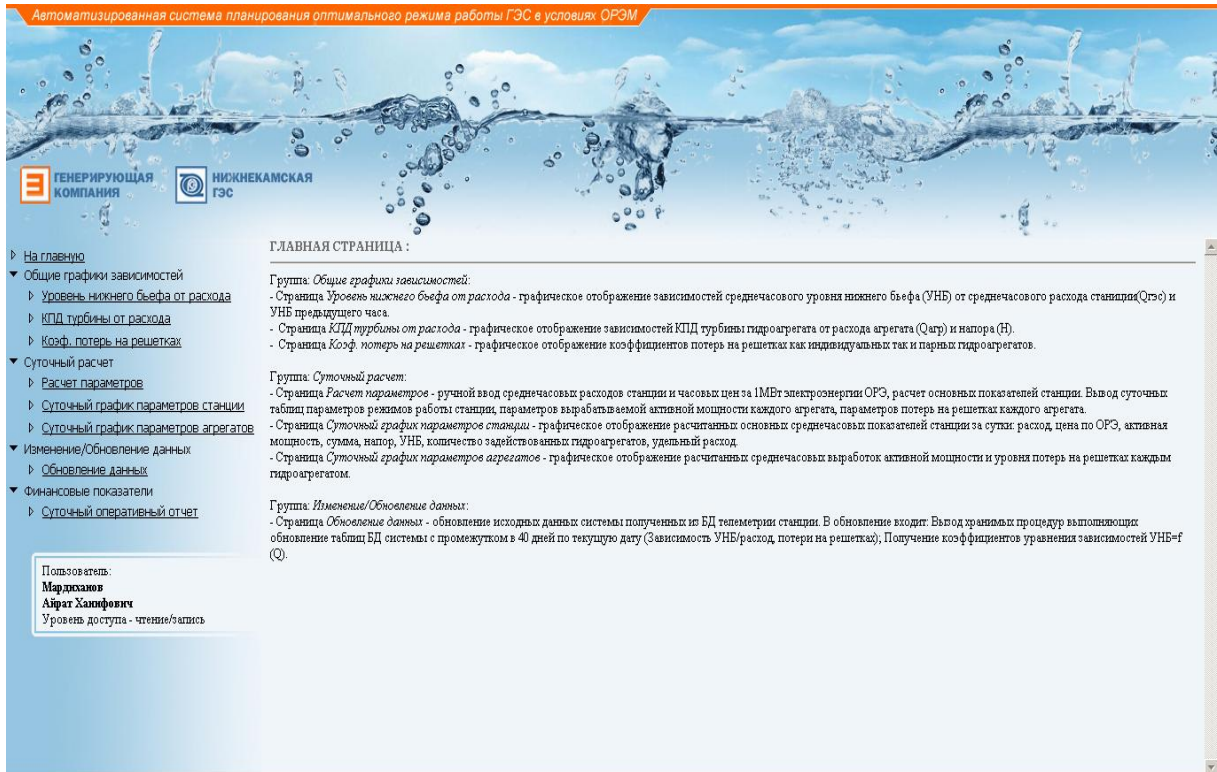 Автоматизированная система планирования оптимального режима работы ГЭС в условиях ОРЭМ
ГЕНЕРИРУЮЩАЯ
КОМПАНИЯ
НИЖНЕКАМСКАЯ
ГЭС
На главную
Общие графики зависимостей
Уровень нижнего бьефа от расхода
КПД турбины от расхода
Коэф. потерь на решетках
Суточный расчет
Расчет параметров
Суточный график параметров станции
Суточный график параметров агрегатов
Изменение/Обновление данных
Обновление данных
Финансовые показатели
Суточный оперативный отчет
Пользователь:
Мардиханов
Айрат Ханифович
Уровень доступа - чтение/запись
ГЛАВНАЯ СТРАНИЦА :
Группа: Общие графики зависимостей:
- Страница Уровень нижнего бьефа от расхода - графическое отображение зависимостей среднечасового уровня нижнего бьефа (УНБ) от среднечасового расхода станции(Qгэс) и
УНБ предыдущего часа.
- Страница КПД турбины от расхода - графическое отображение зависимостей КПД турбины гидроагрегата от расхода агрегата (Qагр) и напора (H).
- Страница Коэф. потерь на решетках - графическое отображение коэффициентов потерь на решетках как индивидуальных так и парных гидроагрегатов.
Группа: Суточный расчет:
- Страница Расчет параметров - ручной ввод среднечасовых расходов станции и часовых цен за 1МВт электроэнергии ОРЭ, расчет основных показателей станции. Вывод суточных
таблиц параметров режимов работы станции, параметров вырабатываемой активной мощности каждого агрегата, параметров потерь на решетках каждого агрегата.
- Страница Суточный график параметров станции - графическое отображение расчитанных основных среднечасовых показателей станции за сутки: расход, цена по ОРЭ, активная
мощность, сумма, напор, УНБ, количество задействованных гидроагрегатов, удельный расход.
- Страница Суточный график параметров агрегатов - графическое отображение расчитанных среднечасовых выработок активной мощности и уровня потерь на решетках каждым
гидроагрегатом.
Группа: Изменение/Обновление данных:
- Страница Обновление данных - обновление исходных данных системы полученных из БД телеметрии станции. В обновление входит: Вызод хранимых процедур выполняющих
обновление таблиц БД системы с промежутком в 40 дней по текущую дату (Зависимость УНБ/расход, потери на решетках); Получение коэффициентов уравнения зависимостей УНБ=f
(Q).